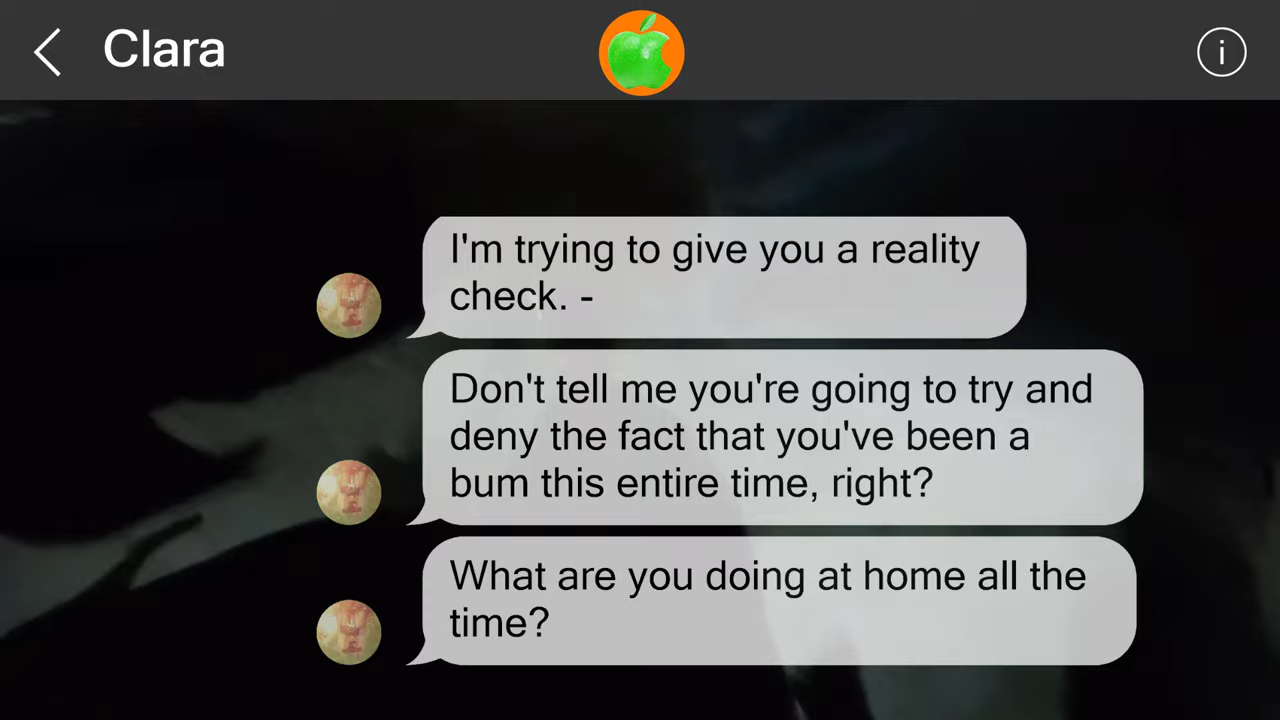 Clara
i
I'm trying to give you a reality
check. -
Don't tell me you're going to try and
deny the fact that you've been a
bum this entire time, right?
What are you doing at home all the
time?